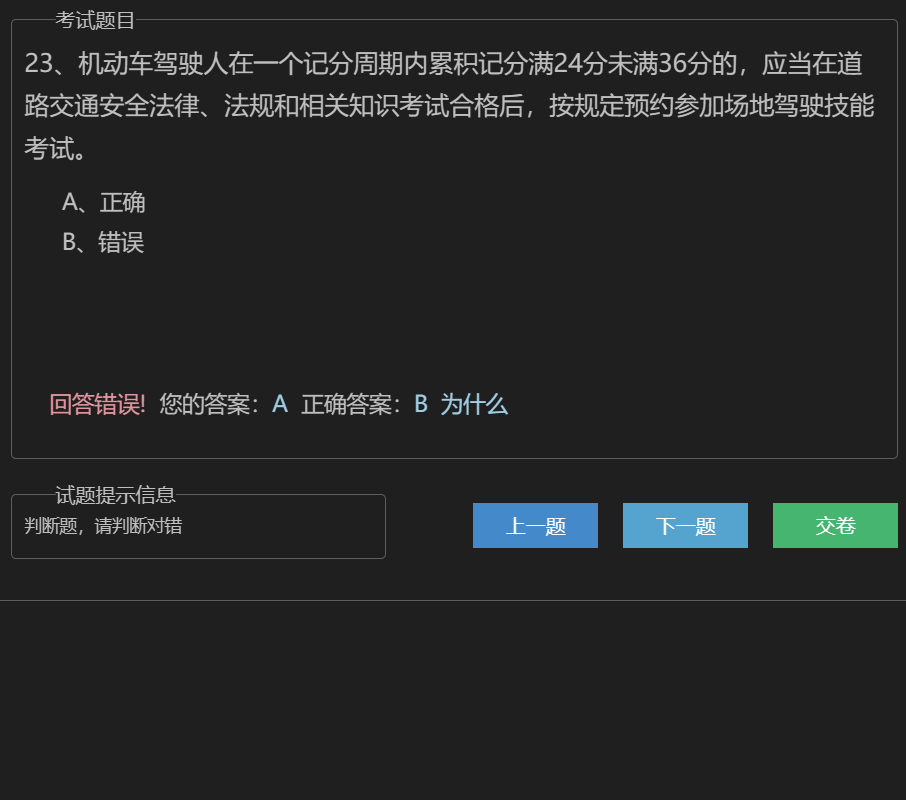 考试题目
23、机动车驾驶人在一个记分周期内累积记分满24分未满36分的，应当在道
路交通安全法律、法规和相关知识考试合格后，按规定预约参加场地驾驶技能
考试。
A、正确
B、错误
回答错误! 您的答案：A 正确答案：B 为什么
试题提示信息
判断题，请判断对错
上一题 下一题 交卷